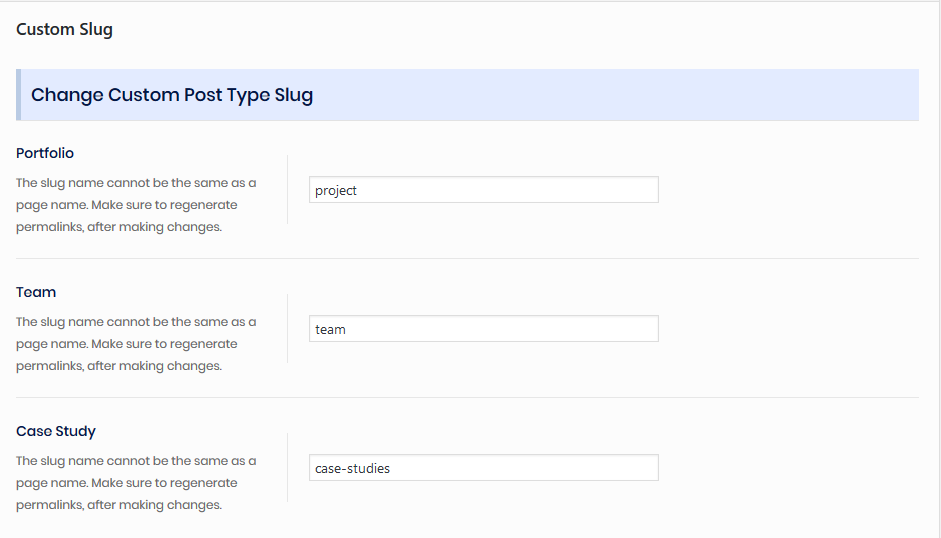 Custom Slug
Change Custom Post Type Slug
Portfolio
The slug name cannot be the same as a
page name. Make sure to regenerate
permalinks, after making changes.
project
Team
The slug name cannot be the same as a
page name. Make sure to regenerate
permalinks, after making changes.
team
Case Study
The slug name cannot be the same as a
page name. Make sure to regenerate
permalinks, after making changes.
case-studies